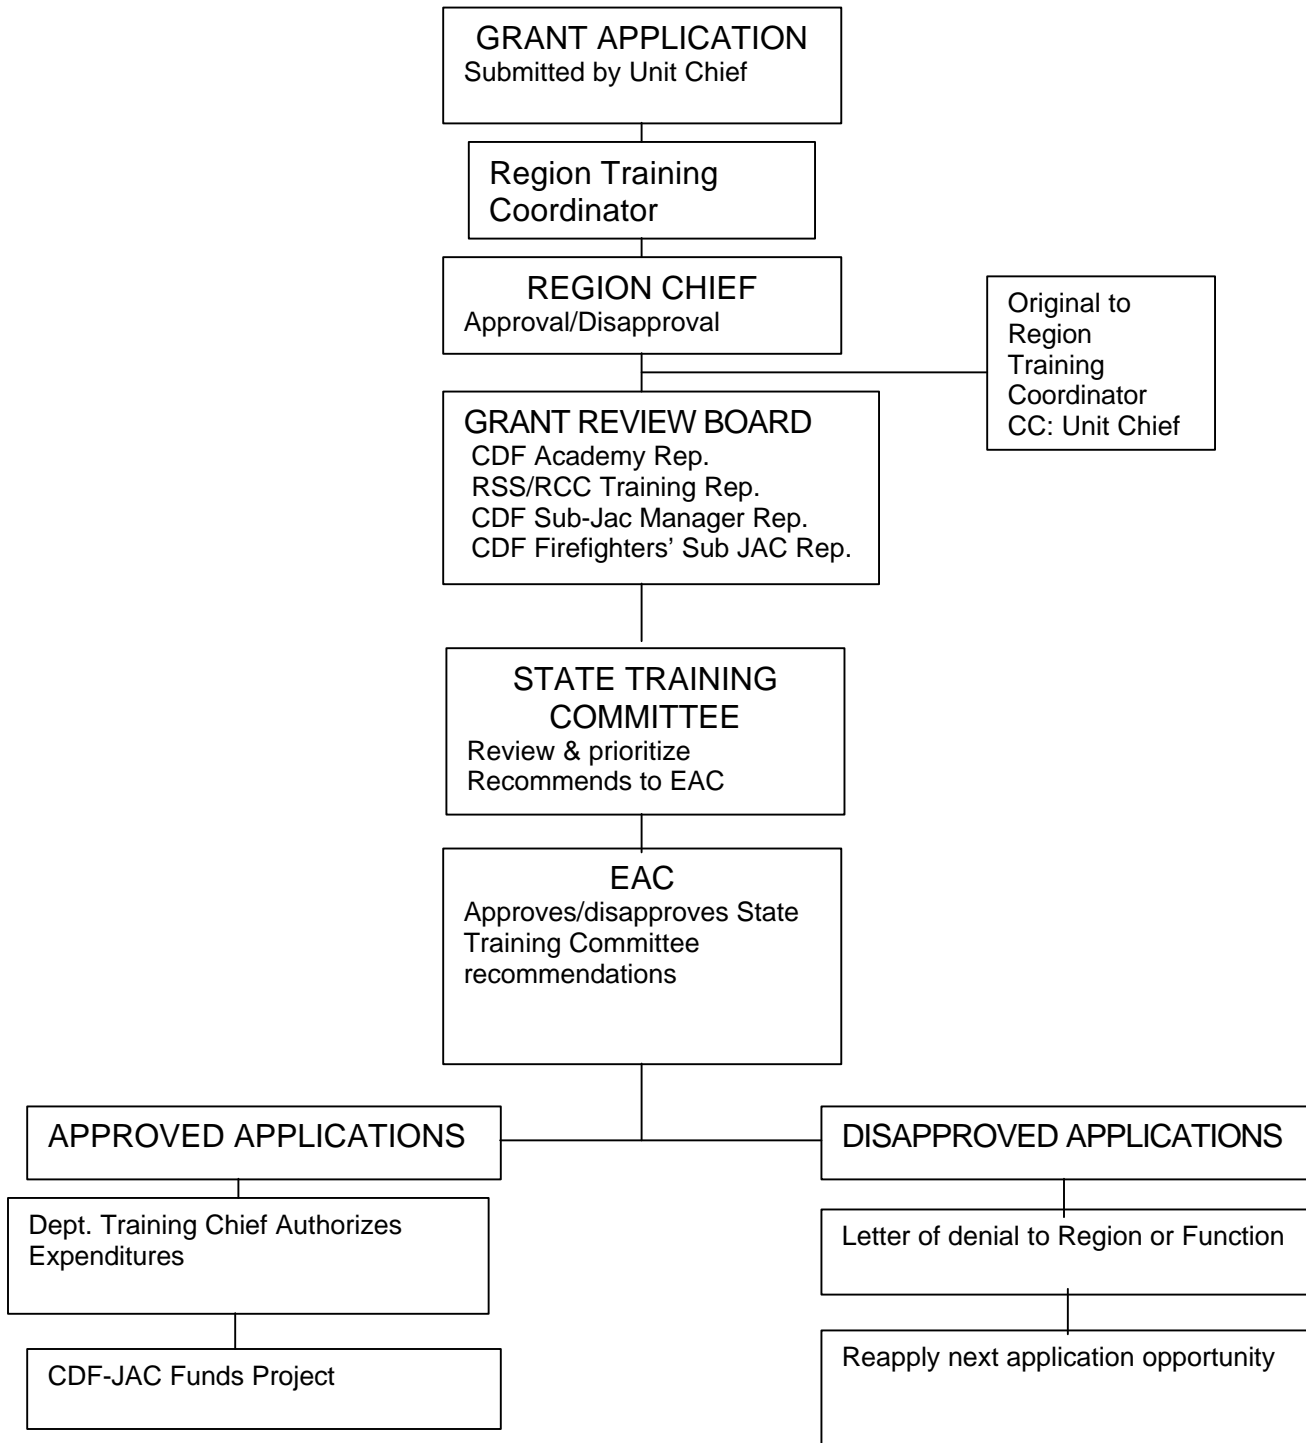 GRANT APPLICATION
Submitted by Unit Chief
Region Training
Coordinator
REGION CHIEF
Approval/Disapproval
Original to
Region
Training
Coordinator
CC: Unit Chief
GRANT REVIEW BOARD
CDF Academy Rep.
RSS/RCC Training Rep.
CDF Sub-Jac Manager Rep.
CDF Firefighters’ Sub JAC Rep.
STATE TRAINING
COMMITTEE
Review & prioritize
Recommends to EAC
EAC
Approves/disapproves State
Training Committee
recommendations
APPROVED APPLICATIONS
Dept. Training Chief Authorizes
Expenditures
CDF-JAC Funds Project
DISAPPROVED APPLICATIONS
Letter of denial to Region or Function
Reapply next application opportunity